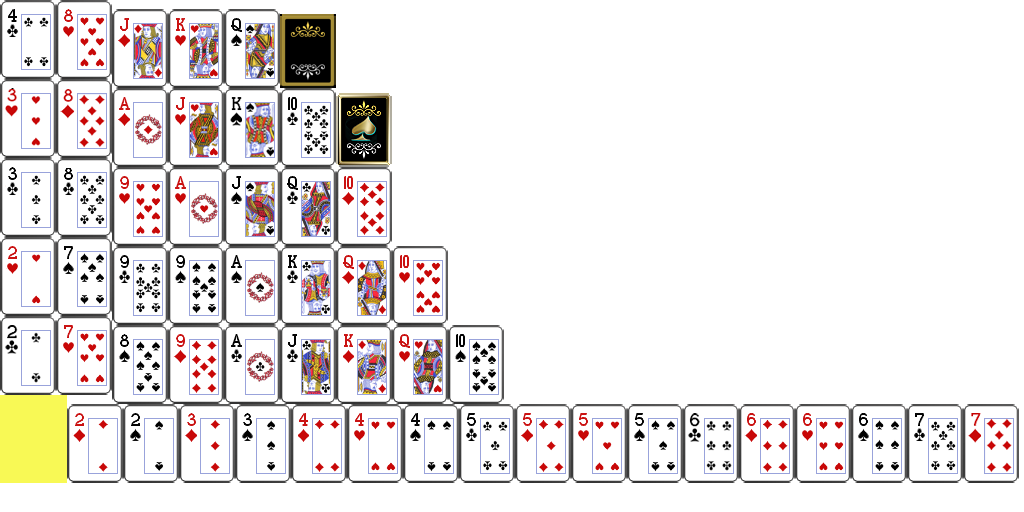 4 8 J K Q
3 8 A J K 10
3 8 9 A J Q 10
2 7 9 9 A K Q 10
2 7 8 9 A J K Q 10
2 2 3 3 4 4 4 5 5 5 5 6 6 6 6 7 7